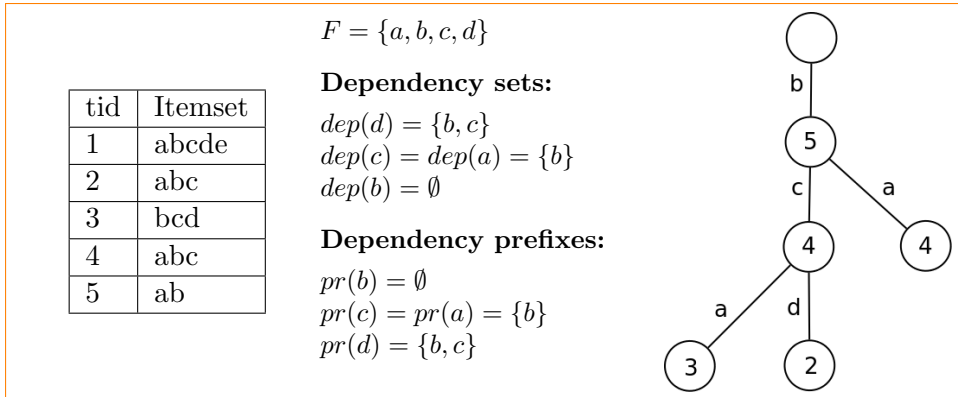 tid Itemset
1 abcde
2 abc
3 bcd
4 abc
5 ab
F = {a, b, c, d}
Dependency sets:
dep(d) = {b, c}
dep(c) = dep(a) = {b}
dep(b) = ∅
Dependency prefixes:
pr(b) = ∅
pr(c) = pr(a) = {b}
pr(d) = {b, c}
b
5
c a
4 4
a d
3 2